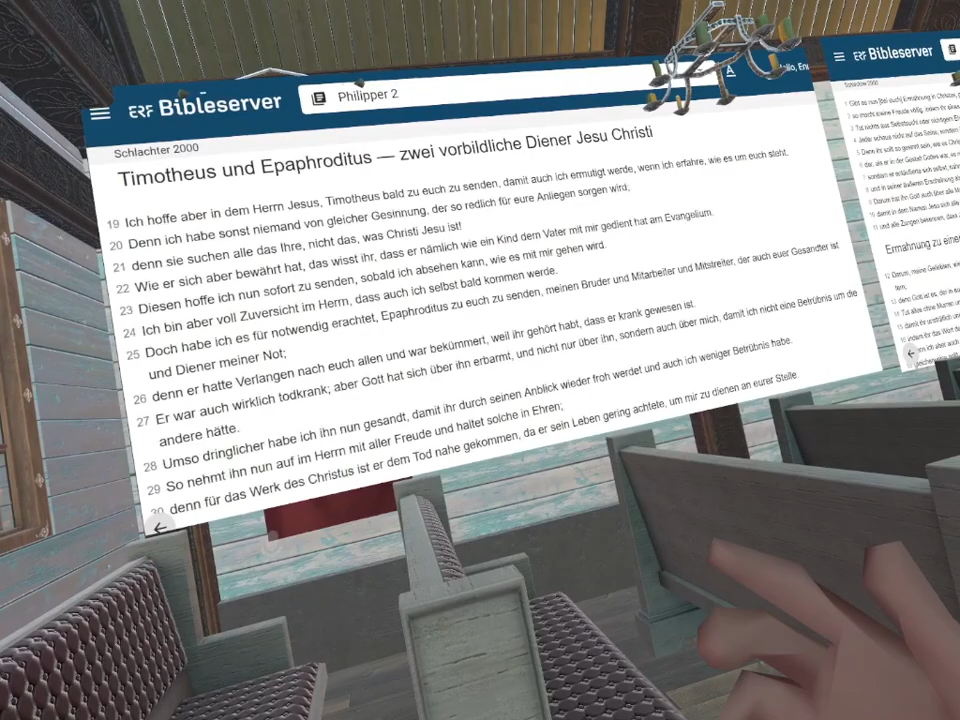 ERF Bibleserver
Philipper 2
Schlachter 2000
Timotheus und Epaphroditus — zwei vorbildliche Diener Jesu Christi
19 Ich hoffe aber in dem Herrn Jesus, Timotheus bald zu euch zu senden, damit auch ich ermutigt werde, wenn ich erfahre, wie es um euch steht.
20 Denn ich habe sonst niemand von gleicher Gesinnung, der so redlich für eure Anliegen sorgen wird;
21 denn sie suchen alle das Ihre, nicht das, was Christi Jesu ist!
22 Wie er sich aber bewährt hat, das wisst ihr, dass er nämlich wie ein Kind dem Vater mit mir gedient hat am Evangelium.
23 Diesen hoffe ich nun sofort zu senden, sobald ich absehen kann, wie es mit mir gehen wird.
24 Ich bin aber voll Zuversicht im Herrn, dass auch ich selbst bald kommen werde.
25 Doch habe ich es für notwendig erachtet, Epaphroditus zu euch zu senden, meinen Bruder und Mitarbeiter und Mitstreiter, der auch euer Gesandter ist
und Diener meiner Not;
26 denn er hatte Verlangen nach euch allen und war bekümmert, weil ihr gehört habt, dass er krank gewesen ist.
27 Er war auch wirklich todkrank; aber Gott hat sich über ihn erbarmt, und nicht nur über ihn, sondern auch über mich, damit ich nicht eine Betrübnis um die
andere hätte.
28 Umso dringlicher habe ich ihn nun gesandt, damit ihr durch seinen Anblick wieder froh werdet und auch ich weniger Betrübnis habe.
29 So nehmt ihn nun auf im Herrn mit aller Freude und haltet solche in Ehren;
30 denn für das Werk des Christus ist er dem Tod nahe gekommen, da er sein Leben gering achtete, um mir zu dienen an eurer Stelle.
ERF Bibleserver
Schlachter 2000